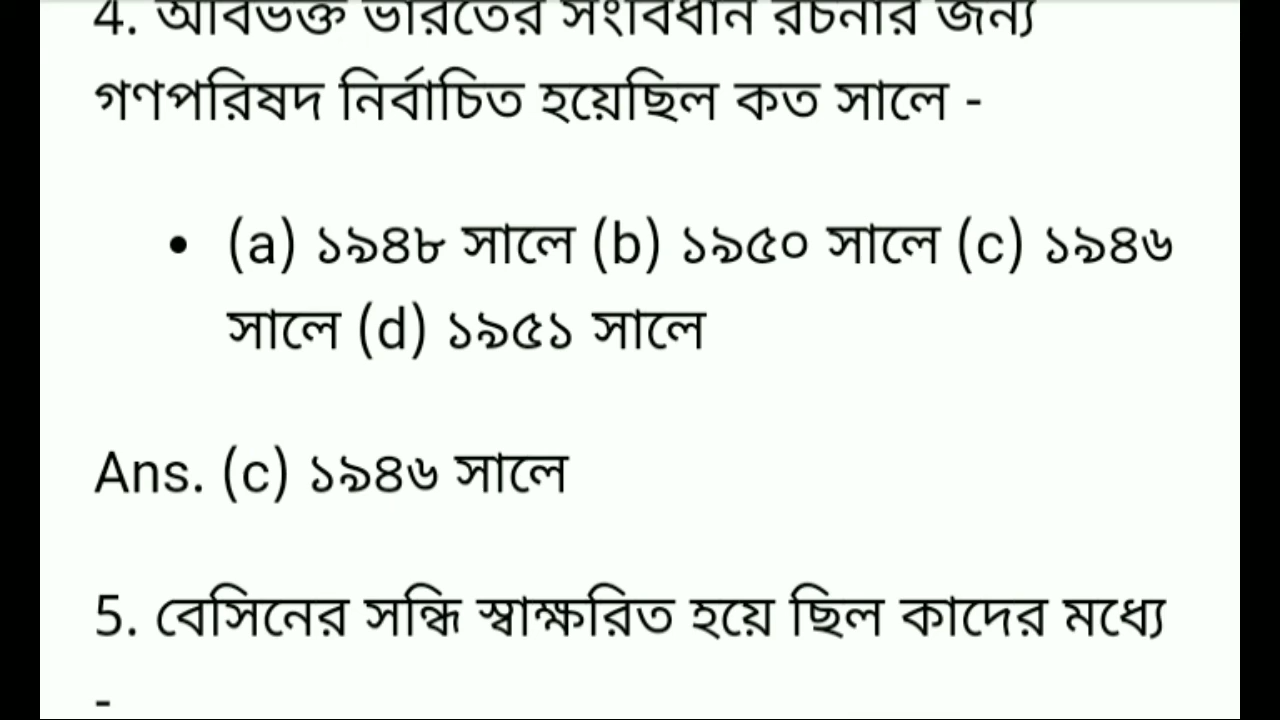 4. অবিভক্ত ভারতের সংবিধান রচনার জন্য
গণপরিষদ নির্বাচিত হয়েছিল কত সালে -
• (a) ১৯৪৮ সালে (b) ১৯৫০ সালে (c) ১৯৪৬
সালে (d) ১৯৫১ সালে
Ans. (c) ১৯৪৬ সালে
5. বেসিনের সন্ধি স্বাক্ষরিত হয়ে ছিল কাদের মধ্যে
-